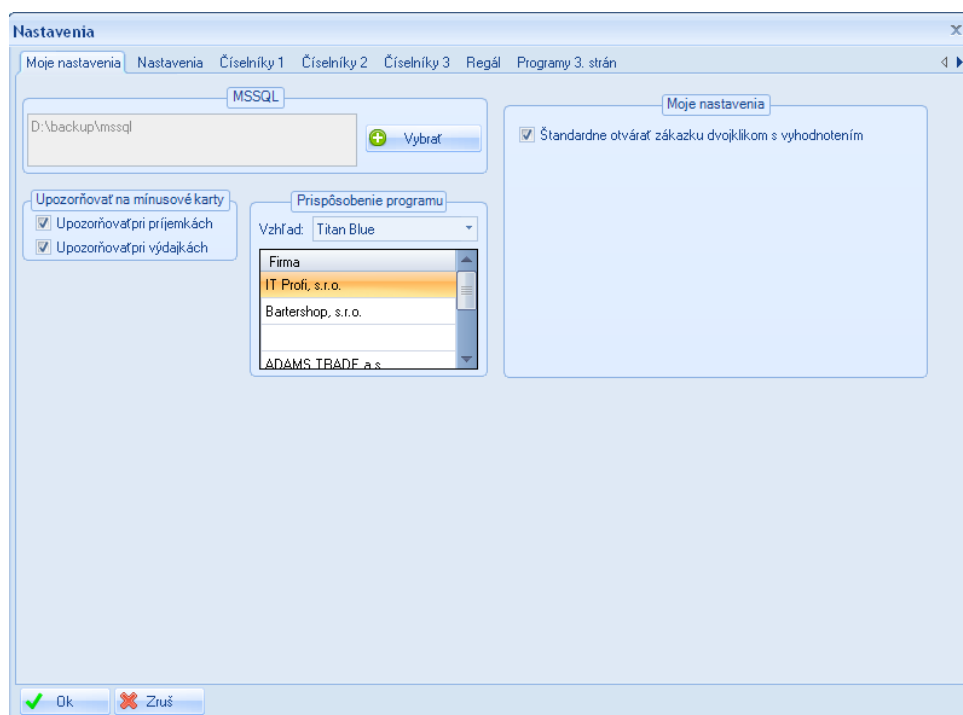 Nastavenia
Moje nastavenia Nastavenia Číselníky 1 Číselníky 2 Číselníky 3 Regál Programy 3. strán
MSSQL
D:\backup\mssql
Vybrať
Moje nastavenia
Štandardne otvárať zákazku dvojklikom s vyhodnotením
Upozorňovať na mínusové karty
Upozorňovať pri príjemkách
Upozorňovať pri výdajkách
Prispôsobenie programu
Vzhľad: Titan Blue
Firma
IT Profi, s.r.o.
Bartershop, s.r.o.
ADAMS TRADE a.s
Ok Zruš